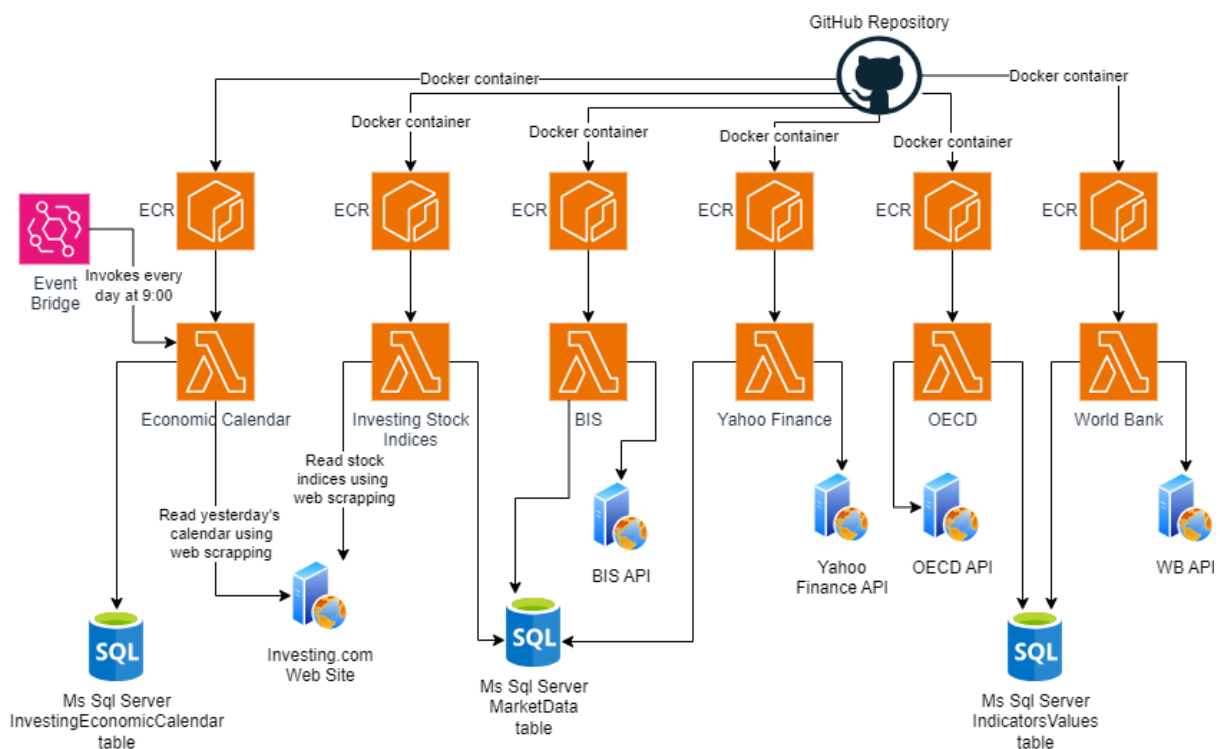 GitHub Repository
Docker container
Docker container
Docker container
Docker container
Docker container
Docker container
ECR
ECR
ECR
ECR
ECR
ECR
Event
Bridge
Invokes every
day at 9:00
Economic Calendar
Investing Stock
Indices
BIS
Yahoo Finance
OECD
World Bank
Read yesterday's
calendar using
web scrapping
Read stock
indices using
web scrapping
BIS API
Yahoo
Finance API
OECD API
WB API
SQL
Ms Sql Server
InvestingEconomicCalendar
table
Investing.com
Web Site
SQL
Ms Sql Server
MarketData
table
SQL
Ms Sql Server
IndicatorsValues
table